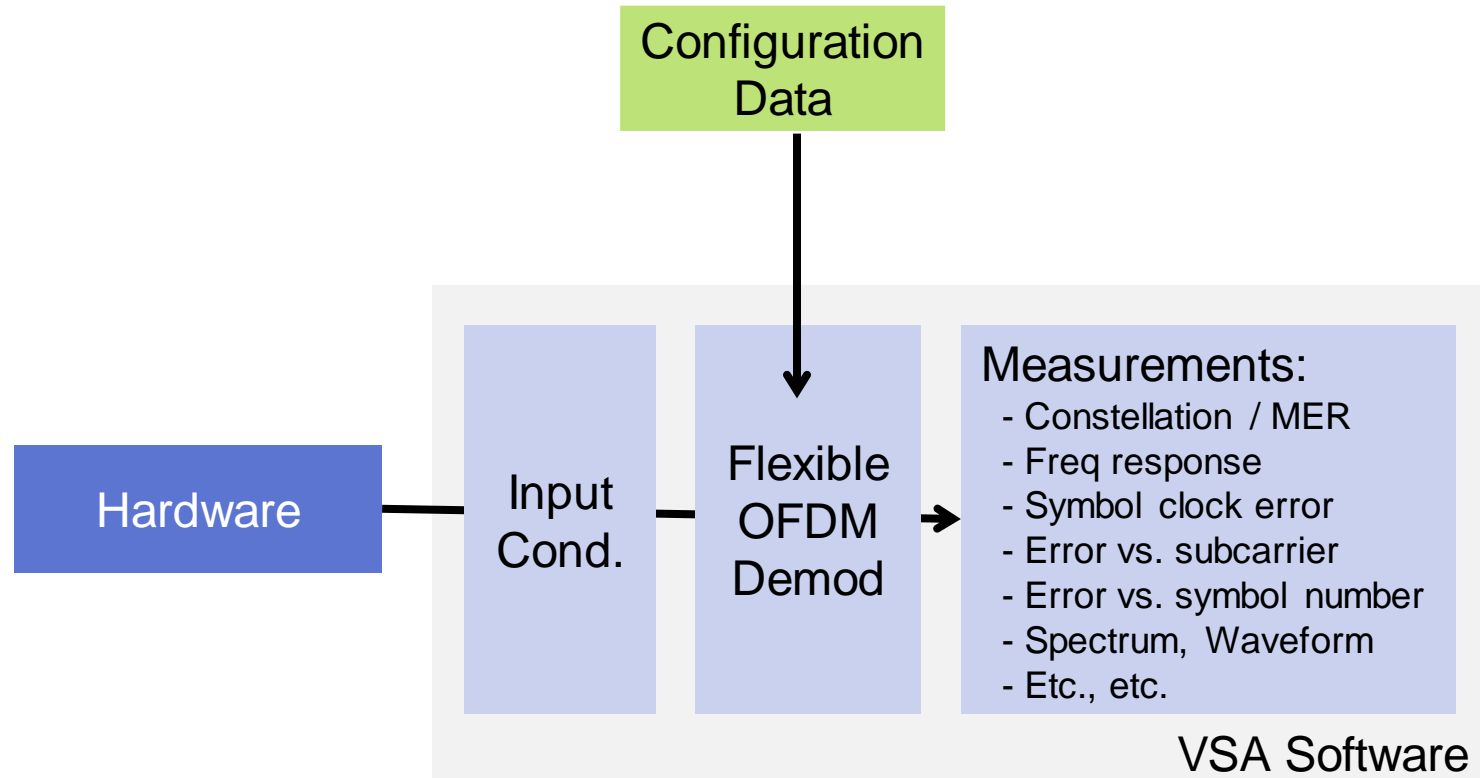 Configuration
Data
Hardware
Input
Cond.
Flexible
OFDM
Demod
Measurements:
- Constellation / MER
- Freq response
- Symbol clock error
- Error vs. subcarrier
- Error vs. symbol number
- Spectrum, Waveform
- Etc., etc.
VSA Software